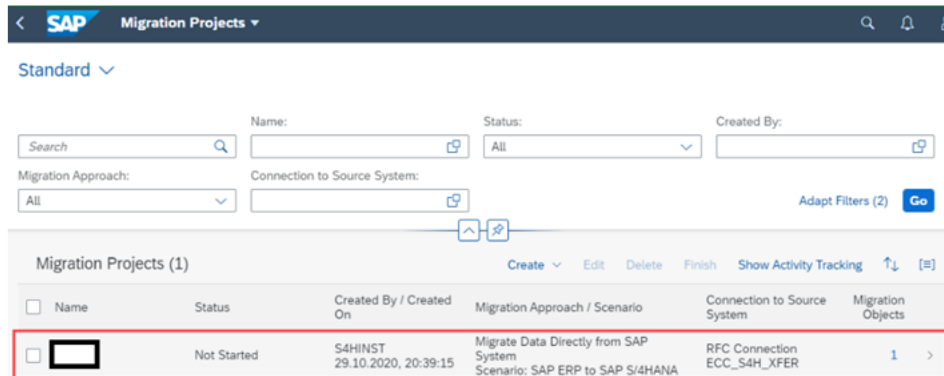 SAP Migration Projects
Standard
Name: Status: Created By:
Search All
Migration Approach: Connection to Source System:
All Adapt Filters (2) Go
Migration Projects (1) Create Edit Delete Finish Show Activity Tracking
Name Status Created By / Created On Migration Approach / Scenario Connection to Source System Migration Objects
Not Started S4HINST 29.10.2020, 20:39:15 Migrate Data Directly from SAP System Scenario: SAP ERP to SAP S/4HANA RFC Connection ECC_S4H_XFER 1